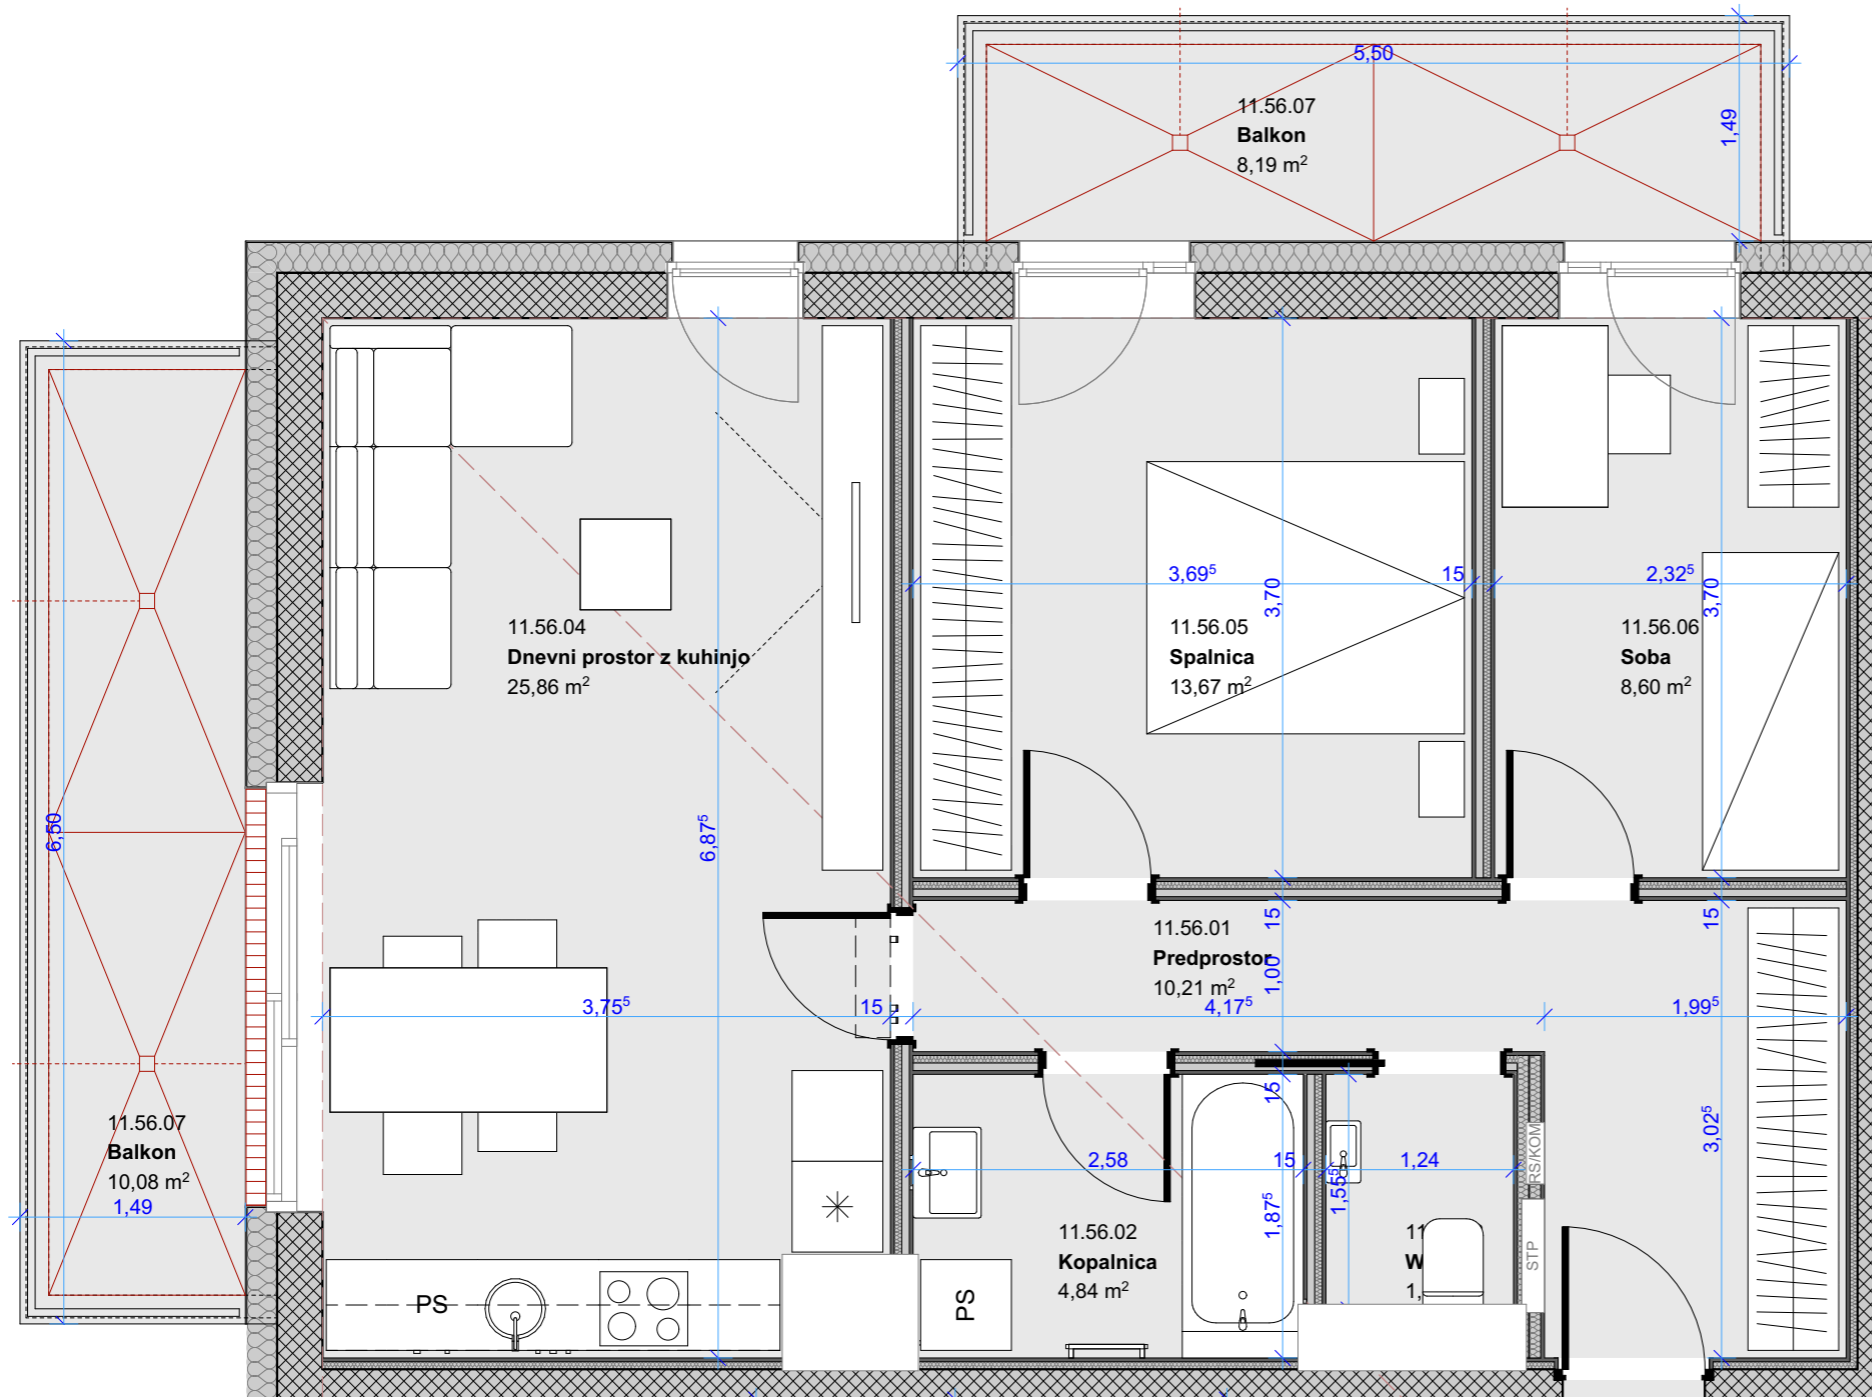 5,50
11.56.07
Balkon
8,19 m²
1,49
11.56.04
Dnevni prostor z kuhinjo
25,86 m²
3,69⁵
15
3,70
11.56.05
Spalnica
13,67 m²
2,32⁵
3,70
11.56.06
Soba
8,60 m²
6,50
6,87⁵
15
15
11.56.01
Predprostor
10,21 m²
1,00
3,75⁵
15
4,17⁵
1,99⁵
11.56.07
Balkon
10,08 m²
1,49
15
2,58
15
1,87⁵
1,55⁵
1,24
RS/KOM
STP
3,02⁵
11.56.02
Kopalnica
4,84 m²
11
W
1,
PS
PS